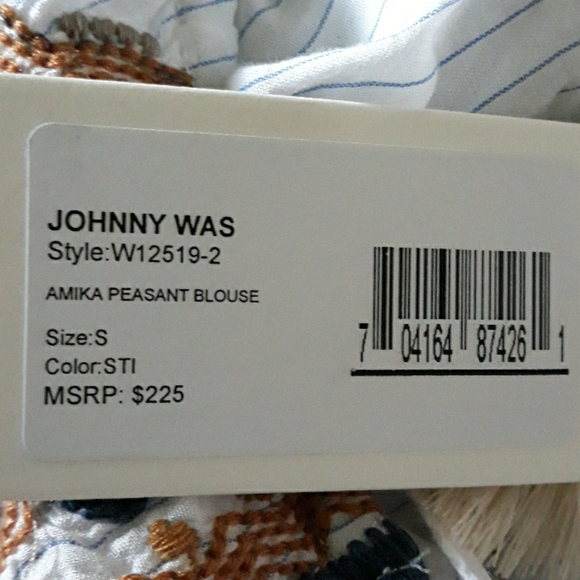 JOHNNY WAS
Style:W12519-2
AMIKA PEASANT BLOUSE
Size:S
Color:STI
MSRP: $225
7 04164 87426 1